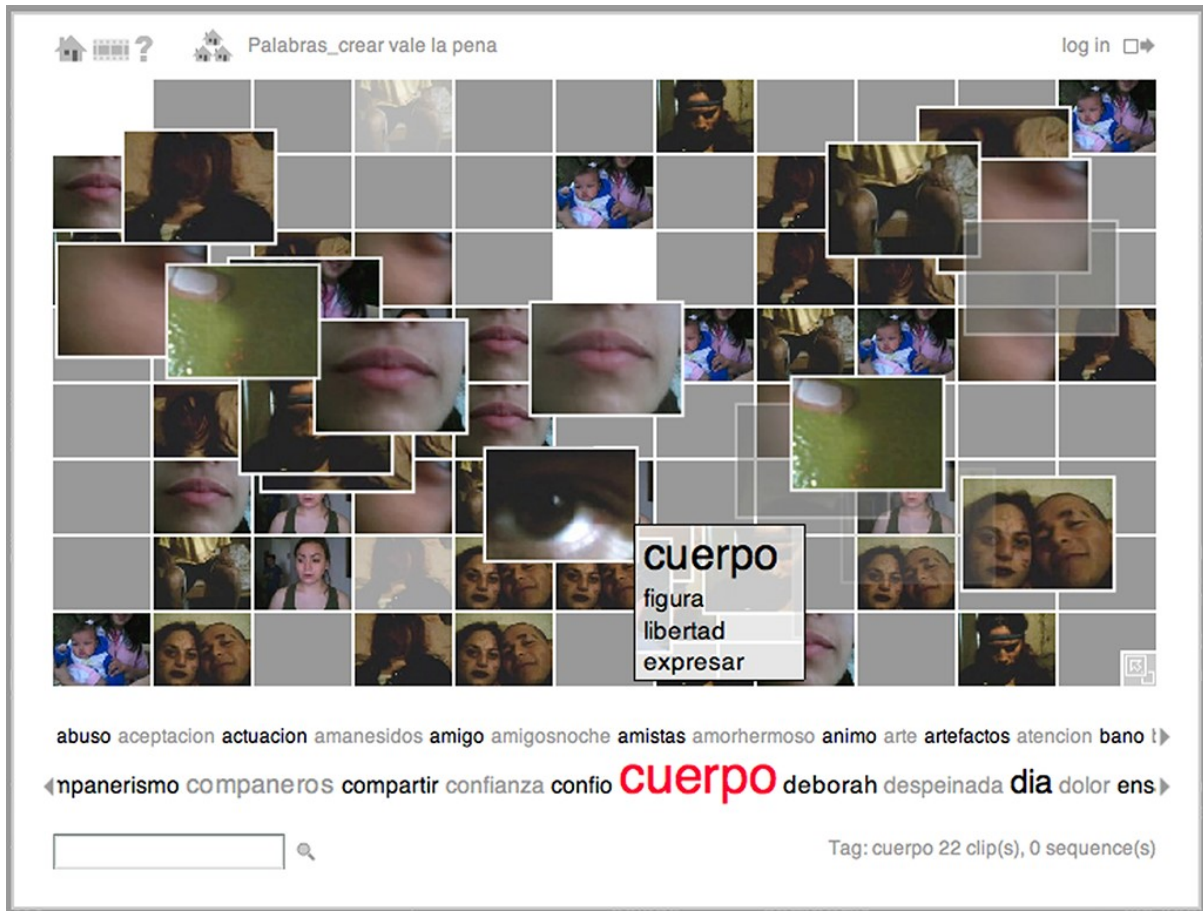 Palabras_crear vale la pena
log in
cuerpo
figura
libertad
expresar
abuso aceptacion actuacion amanesidos amigo amigosnoche amistas amorhermoso animo arte artefactos atencion bano
mpanerismo companeros compartir confianza confio cuerpo deborah despeinada dia dolor ens
Tag: cuerpo 22 clip(s), 0 sequence(s)